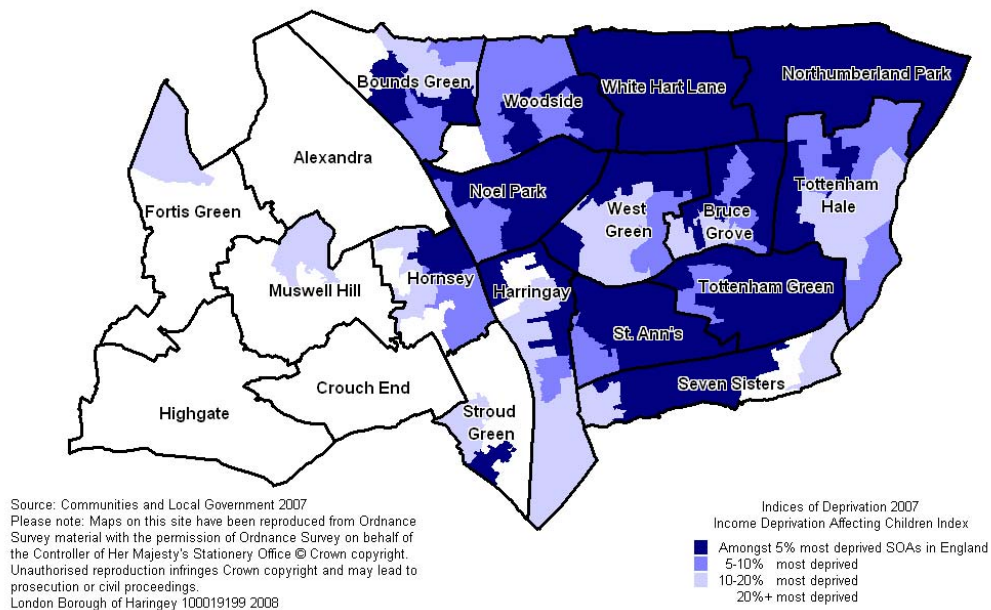 Bounds Green
Woodside
White Hart Lane
Northumberland Park
Alexandra
Noel Park
Tottenham
Hale
Fortis Green
West
Green
Bruce
Grove
Muswell Hill
Hornsey
Harringay
Tottenham Green
St. Ann's
Seven Sisters
Crouch End
Highgate
Stroud
Green
Source: Communities and Local Government 2007
Please note: Maps on this site have been reproduced from Ordnance
Survey material with the permission of Ordnance Survey on behalf of
the Controller of Her Majesty's Stationery Office © Crown copyright.
Unauthorised reproduction infringes Crown copyright and may lead to
prosecution or civil proceedings.
London Borough of Haringey 100019199 2008
Indices of Deprivation 2007
Income Deprivation Affecting Children Index
Amongst 5% most deprived SOAs in England
5-10% most deprived
10-20% most deprived
20%+ most deprived